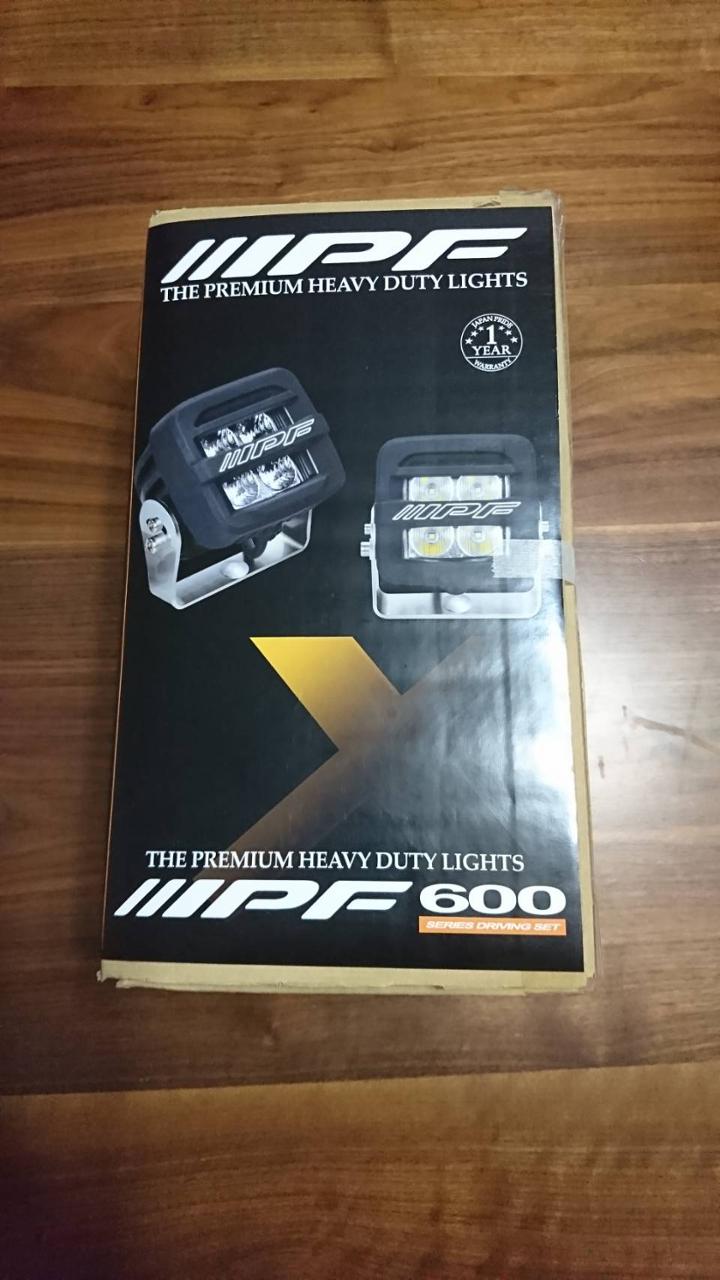 IPF
THE PREMIUM HEAVY DUTY LIGHTS
JAPAN PRIDE
1
YEAR
WARRANTY
IPF
IPF
THE PREMIUM HEAVY DUTY LIGHTS
IPF 600
SERIES DRIVING SET